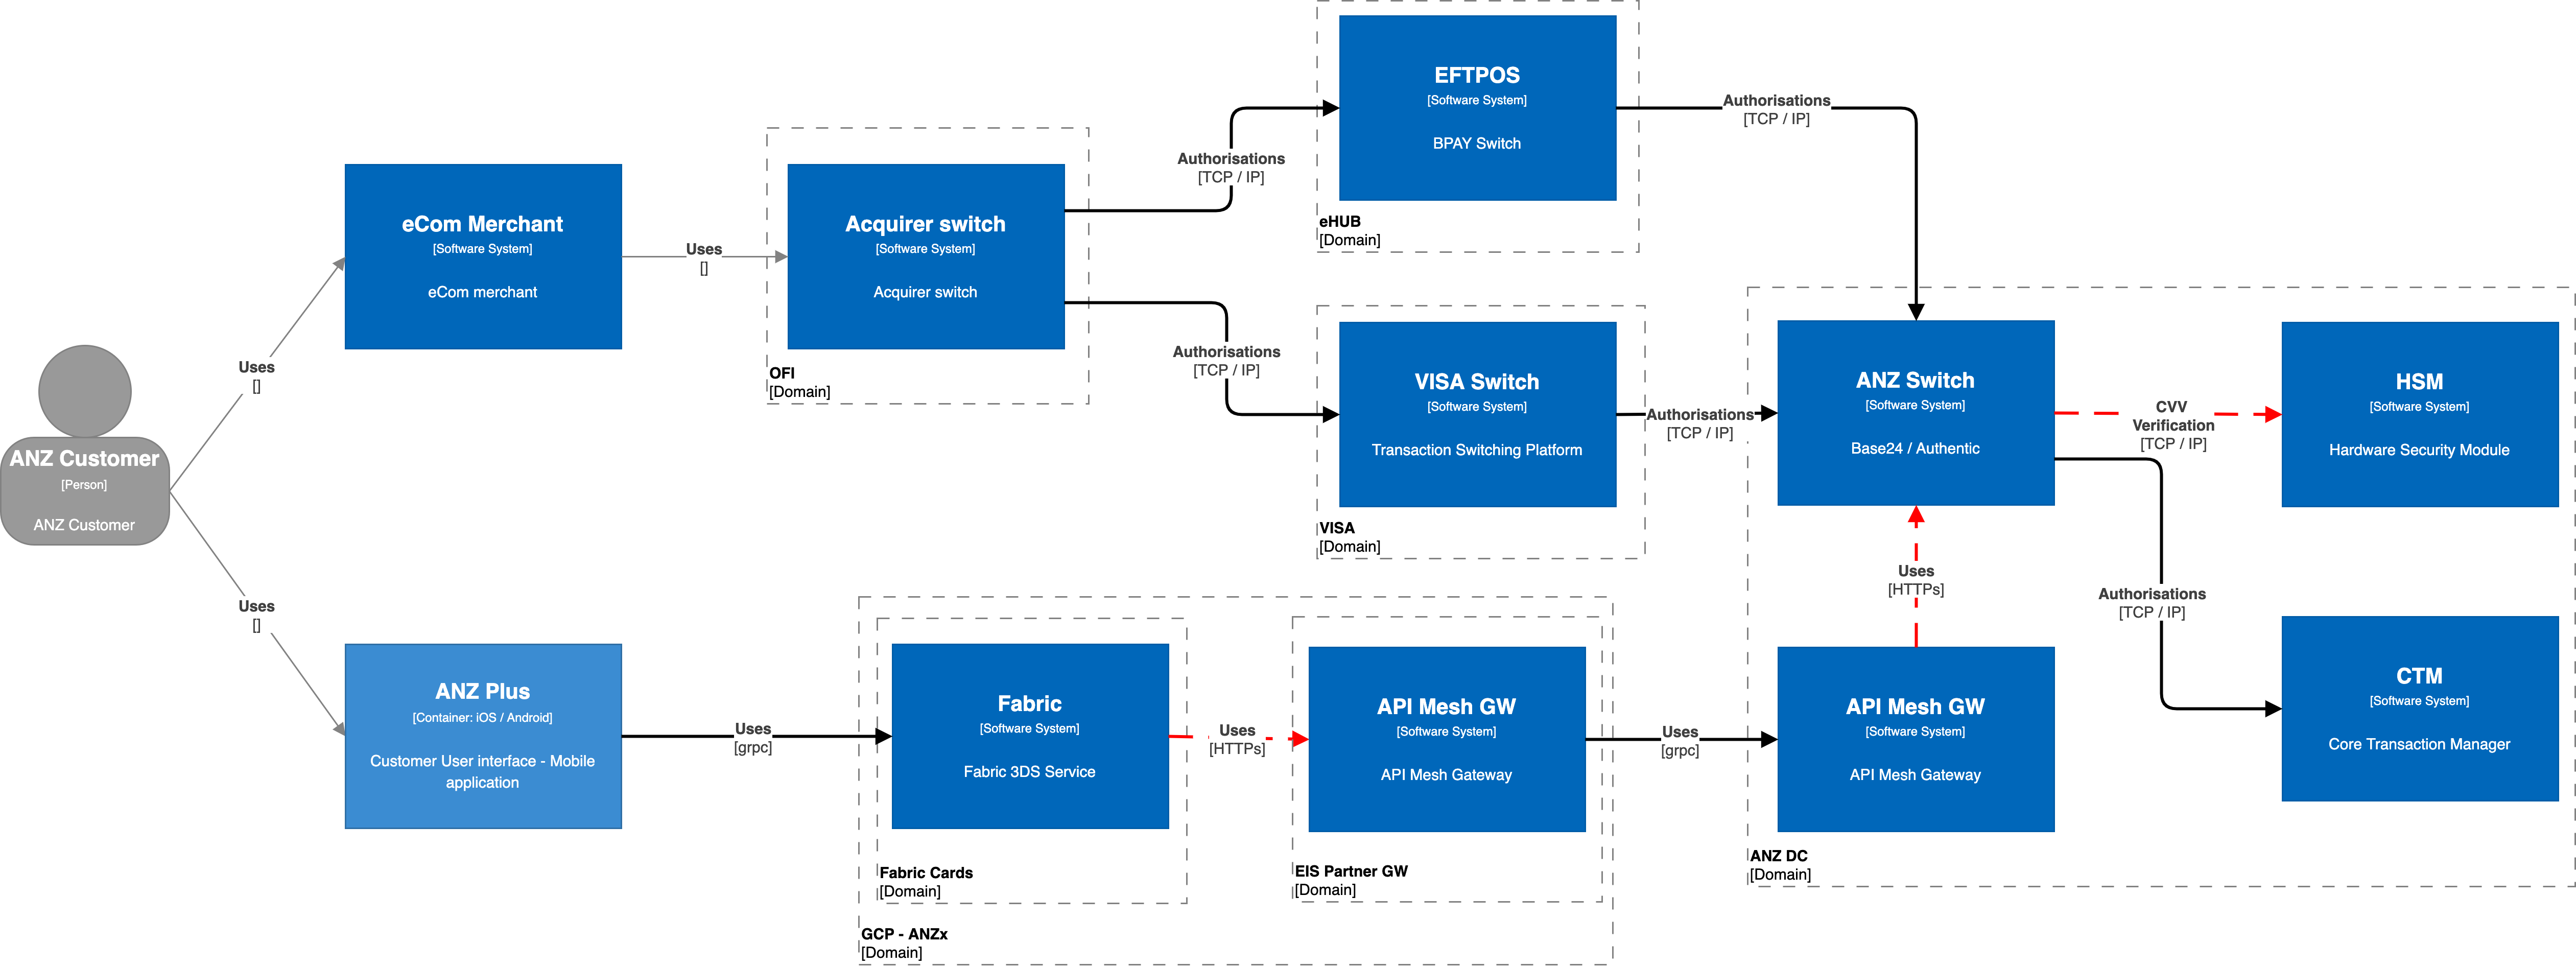 EFTPOS
[Software System]
BPAY Switch
eHUB
[Domain]
Authorisations
[TCP / IP]
Authorisations
[TCP / IP]
eCom Merchant
[Software System]
eCom merchant
Uses
[]
Acquirer switch
[Software System]
Acquirer switch
OFI
[Domain]
Authorisations
[TCP / IP]
VISA Switch
[Software System]
Transaction Switching Platform
VISA
[Domain]
Authorisations
[TCP / IP]
ANZ Switch
[Software System]
Base24 / Authentic
CVV
Verification
[TCP / IP]
HSM
[Software System]
Hardware Security Module
Uses
[]
ANZ Customer
[Person]
ANZ Customer
Uses
[]
Uses
[HTTPs]
Authorisations
[TCP / IP]
ANZ Plus
[Container: iOS / Android]
Customer User interface - Mobile
application
Uses
[grpc]
Fabric
[Software System]
Fabric 3DS Service
Fabric Cards
[Domain]
Uses
[HTTPs]
API Mesh GW
[Software System]
API Mesh Gateway
EIS Partner GW
[Domain]
GCP - ANZx
[Domain]
Uses
[grpc]
API Mesh GW
[Software System]
API Mesh Gateway
CTM
[Software System]
Core Transaction Manager
ANZ DC
[Domain]